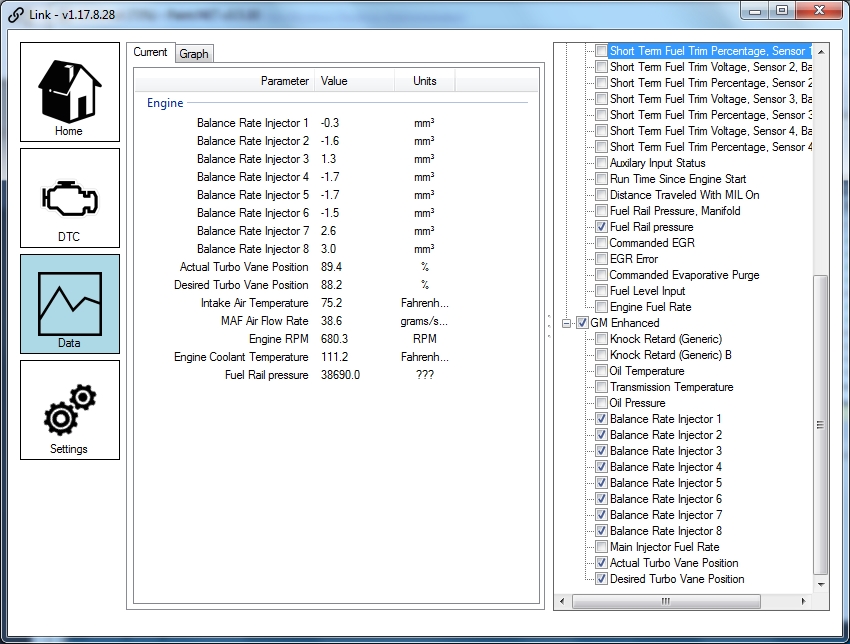 Link - v1.17.8.28
Home
DTC
Data
Settings
Current Graph
Parameter Value Units
Engine
Balance Rate Injector 1 -0.3 mm³
Balance Rate Injector 2 -1.6 mm³
Balance Rate Injector 3 1.3 mm³
Balance Rate Injector 4 -1.7 mm³
Balance Rate Injector 5 -1.7 mm³
Balance Rate Injector 6 -1.5 mm³
Balance Rate Injector 7 2.6 mm³
Balance Rate Injector 8 3.0 mm³
Actual Turbo Vane Position 89.4 %
Desired Turbo Vane Position 88.2 %
Intake Air Temperature 75.2 Fahrenh...
MAF Air Flow Rate 38.6 grams/s...
Engine RPM 680.3 RPM
Engine Coolant Temperature 111.2 Fahrenh...
Fuel Rail pressure 38690.0 ???
Short Term Fuel Trim Percentage, Sensor 1
Short Term Fuel Trim Voltage, Sensor 2, Ba
Short Term Fuel Trim Percentage, Sensor 2
Short Term Fuel Trim Voltage, Sensor 3, Ba
Short Term Fuel Trim Percentage, Sensor 3
Short Term Fuel Trim Voltage, Sensor 4, Ba
Short Term Fuel Trim Percentage, Sensor 4
Auxilary Input Status
Run Time Since Engine Start
Distance Traveled With MIL On
Fuel Rail Pressure, Manifold
Fuel Rail pressure
Commanded EGR
EGR Error
Commanded Evaporative Purge
Fuel Level Input
Engine Fuel Rate
GM Enhanced
Knock Retard (Generic)
Knock Retard (Generic) B
Oil Temperature
Transmission Temperature
Oil Pressure
Balance Rate Injector 1
Balance Rate Injector 2
Balance Rate Injector 3
Balance Rate Injector 4
Balance Rate Injector 5
Balance Rate Injector 6
Balance Rate Injector 7
Balance Rate Injector 8
Main Injector Fuel Rate
Actual Turbo Vane Position
Desired Turbo Vane Position